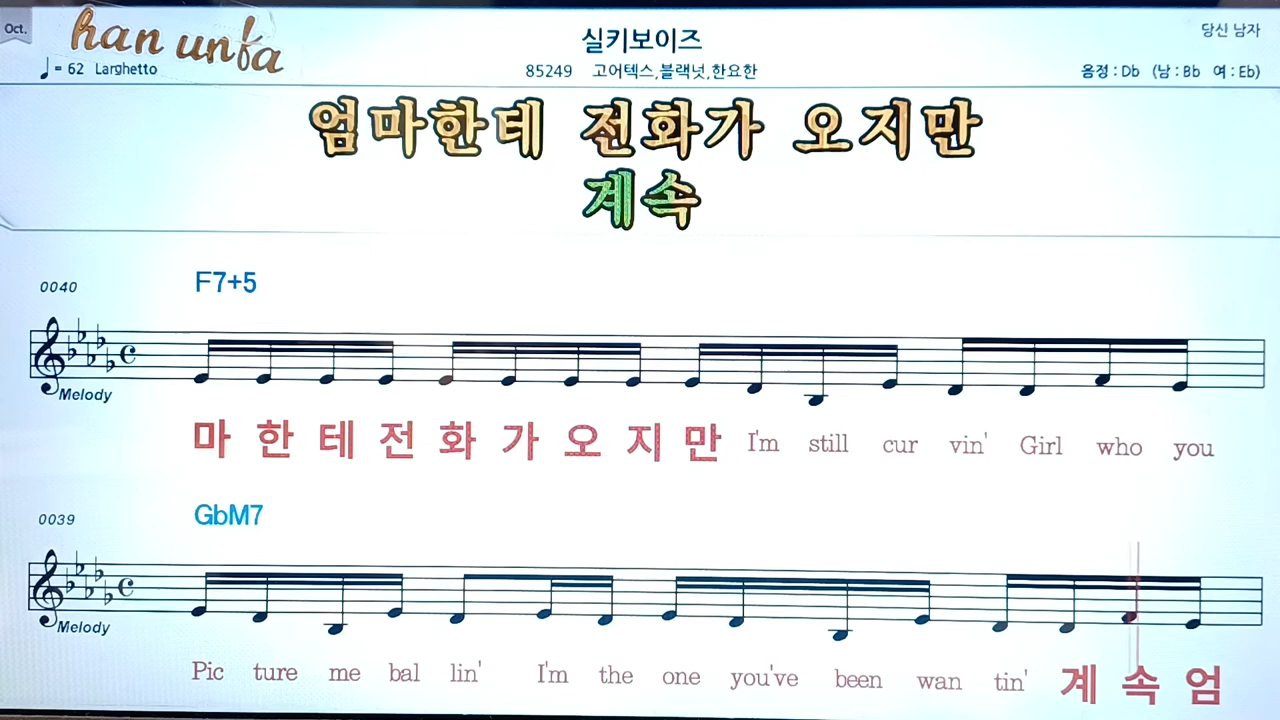 Oct.
han unfa
실키보이즈
당신 남자
♩= 62 Larghetto
85249 고어텍스,블랙넛,한요한
음정 : Db (남 : Bb 여 : Eb)
엄마한테 전화가 오지만
계속
0040
F7+5
Melody
마 한 테 전 화 가 오 지 만 I'm still cur vin' Girl who you
0039
GbM7
Melody
Pic ture me bal lin' I'm the one you've been wan tin' 계 속 엄